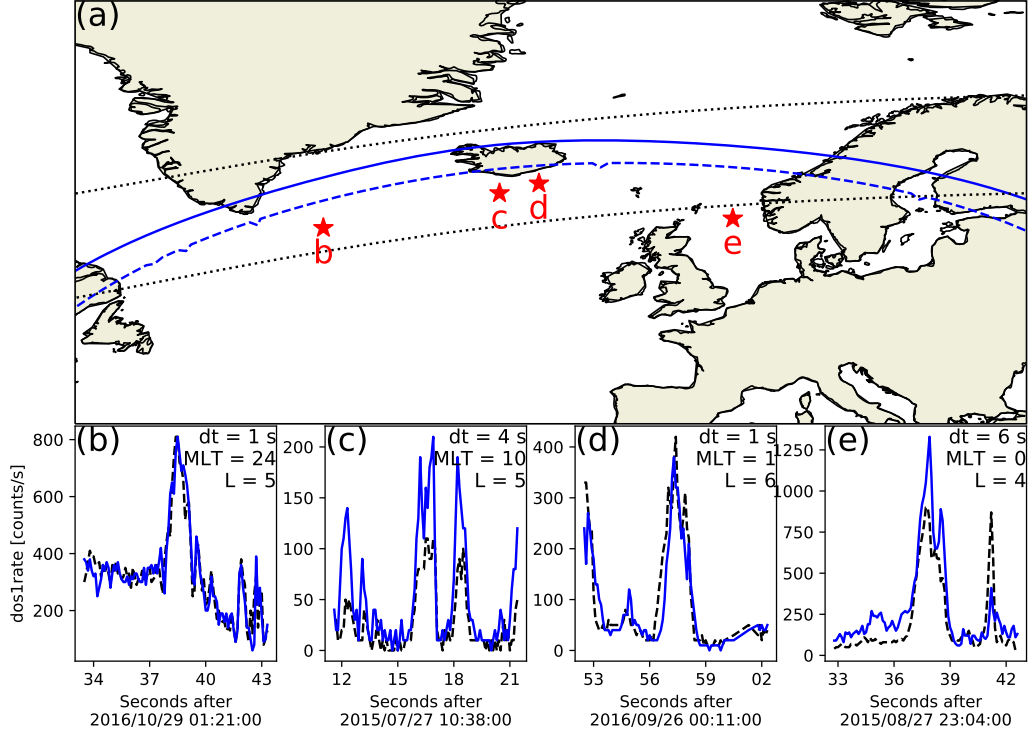 (a)
b
c
d
e
(b)
dt = 1 s
MLT = 24
L = 5
800
600
400
200
dos1rate [counts/s]
34 37 40 43
Seconds after
2016/10/29 01:21:00
(c)
dt = 4 s
MLT = 10
L = 5
200
150
100
50
0
12 15 18 21
Seconds after
2015/07/27 10:38:00
(d)
dt = 1 s
MLT = 1
L = 6
400
300
200
100
0
53 56 59 02
Seconds after
2016/09/26 00:11:00
(e)
dt = 6 s
MLT = 0
L = 4
1250
1000
750
500
250
0
33 36 39 42
Seconds after
2015/08/27 23:04:00